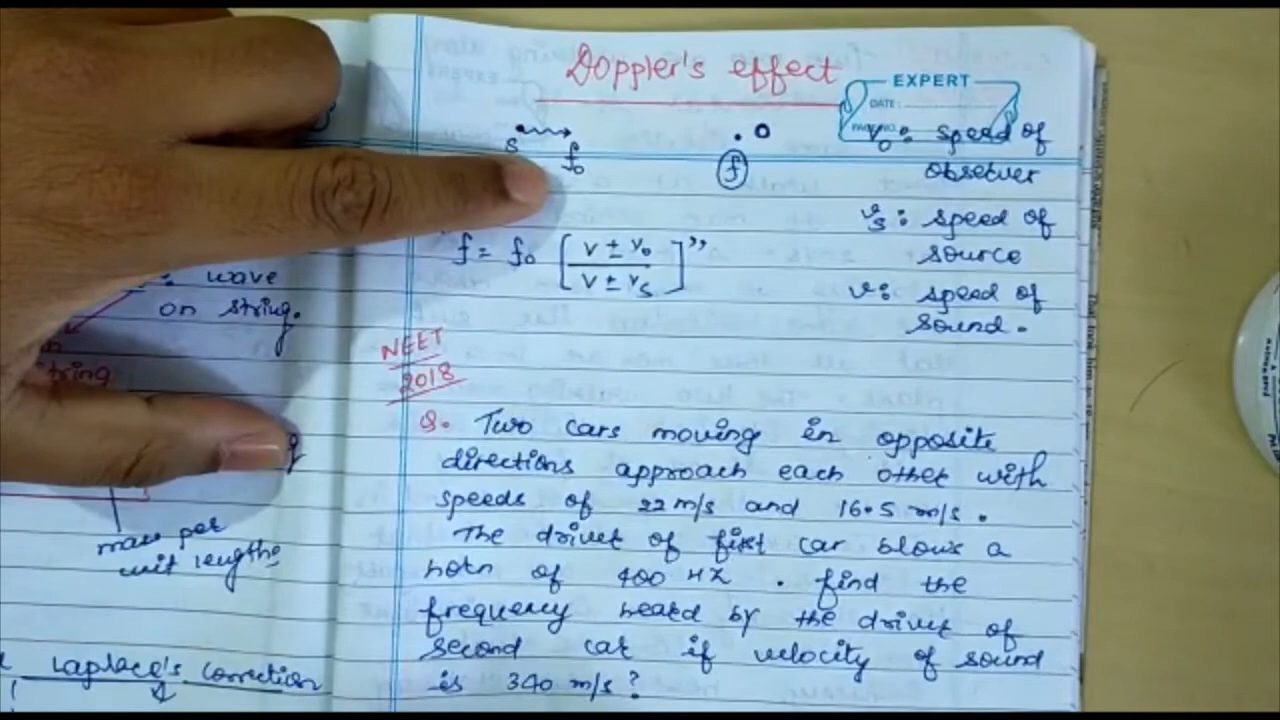 Doppler's effect
EXPERT
DATE:
PAGE NO.
S
f₀
. O
f
v₀: speed of
observer
vₛ: speed of
source
v: speed of
sound.
f = f₀ [ v ± v₀ / v ± vₛ ] ”
NEET
2018
Q. Two cars moving in opposite
directions approach each other with
speeds of 22 m/s and 16.5 m/s.
The driver of first car blows a
horn of 400 Hz. find the
frequency heard by the driver of
second car if velocity of sound
is 340 m/s?
: wave
on string.
string
mass per
unit length
Laplace's correction